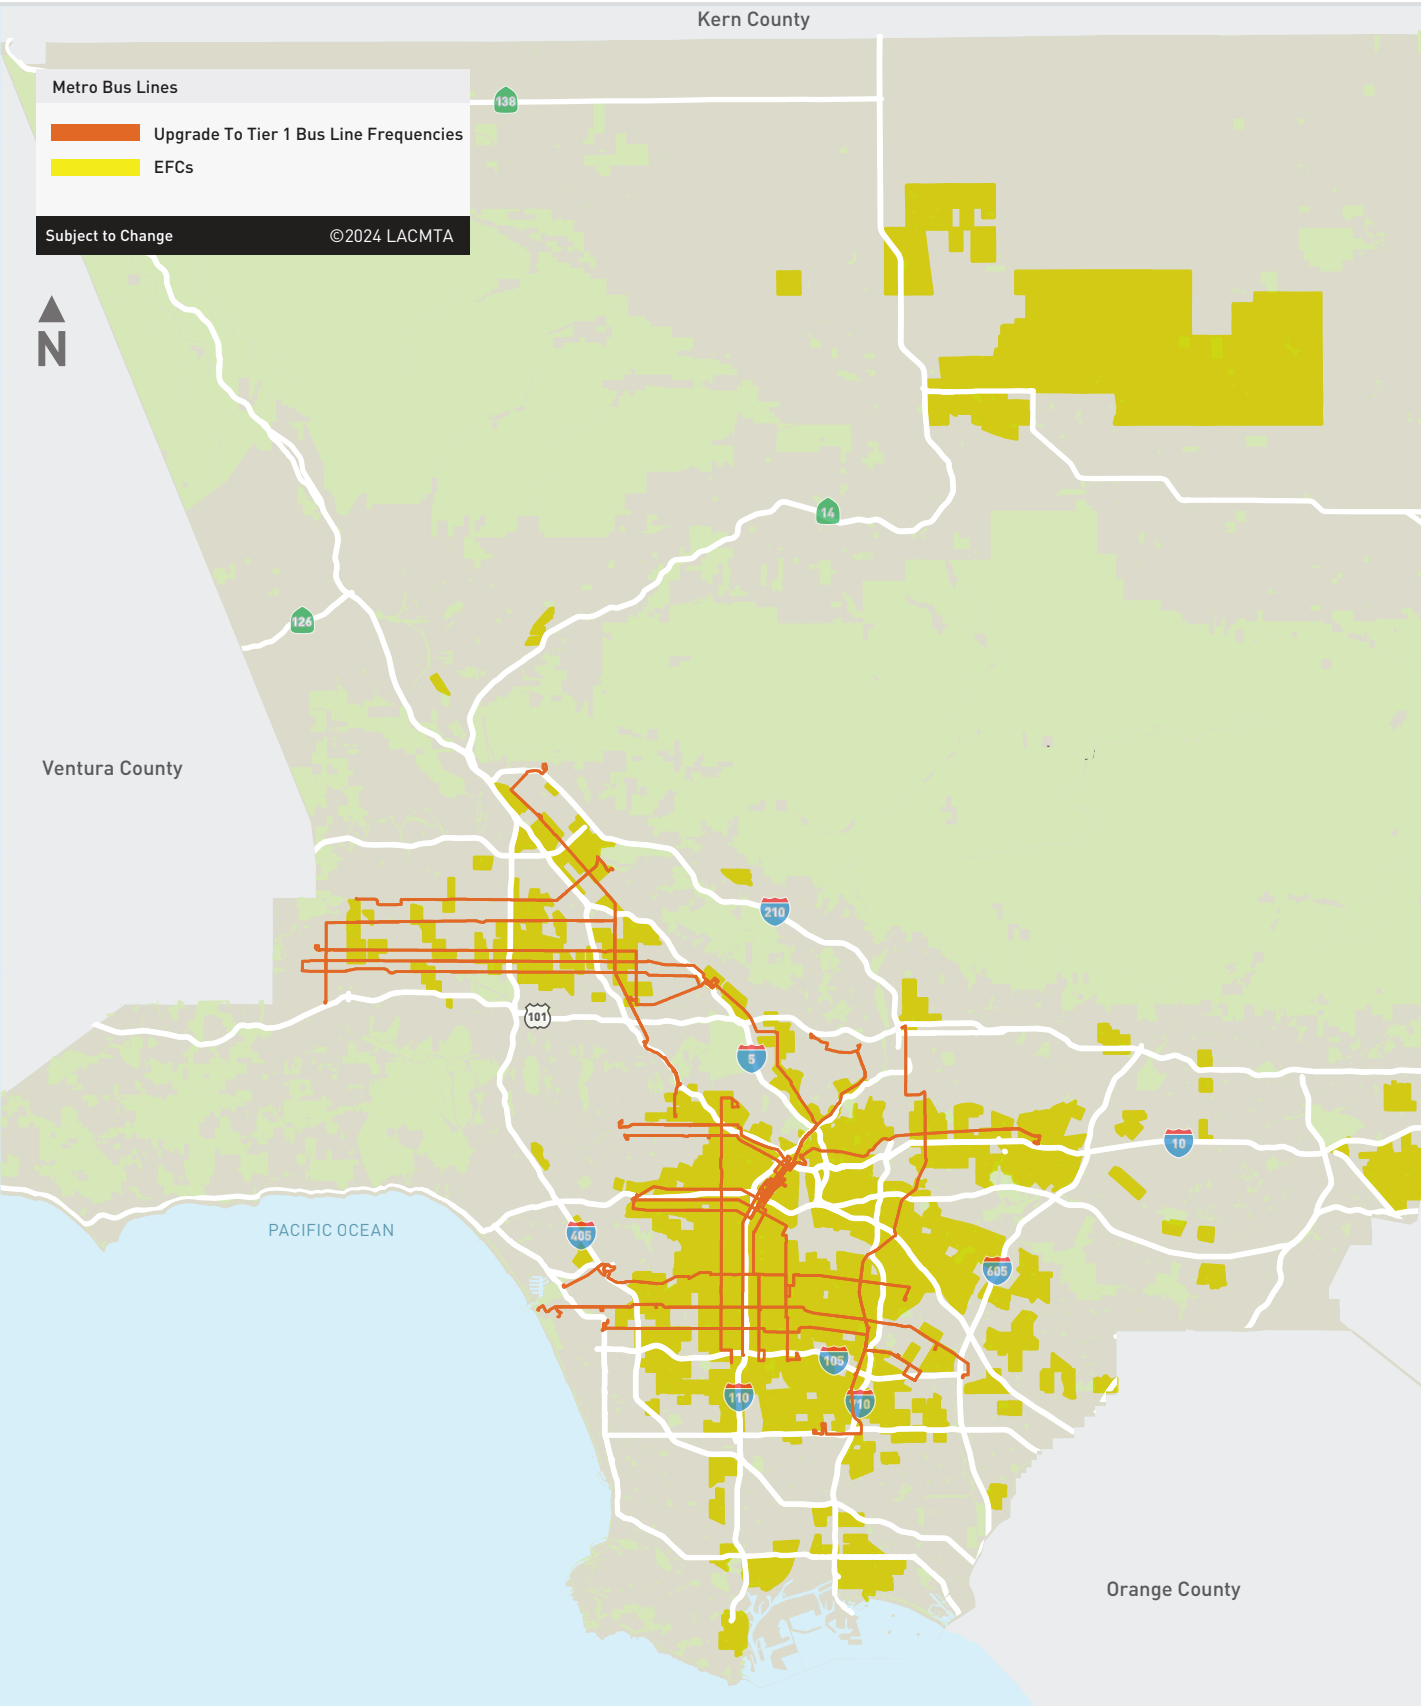 Kern County
Metro Bus Lines
138
Upgrade To Tier 1 Bus Line Frequencies
EFCs
Subject to Change
©2024 LACMTA
N
14
126
Ventura County
210
101
5
10
PACIFIC OCEAN
405
605
105
110
710
Orange County